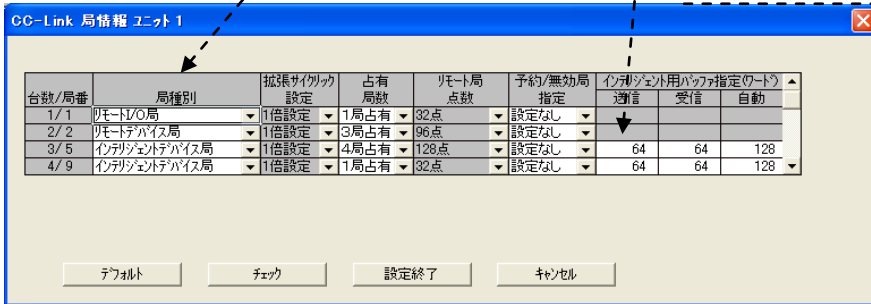 CC-Link 局情報 ユニット1
拡張サイクリック 占有 リモート局 予約/無効局 インテリジェント用バッファ指定(ワード)
台数/局番 局種別 設定 局数 点数 指定 送信 受信 自動
1/1 リモートI/O局 1倍設定 1局占有 32点 設定なし
2/2 リモートデバイス局 1倍設定 3局占有 96点 設定なし
3/5 インテリジェントデバイス局 1倍設定 4局占有 128点 設定なし 64 64 128
4/9 インテリジェントデバイス局 1倍設定 1局占有 32点 設定なし 64 64 128
デフォルト チェック 設定終了 キャンセル